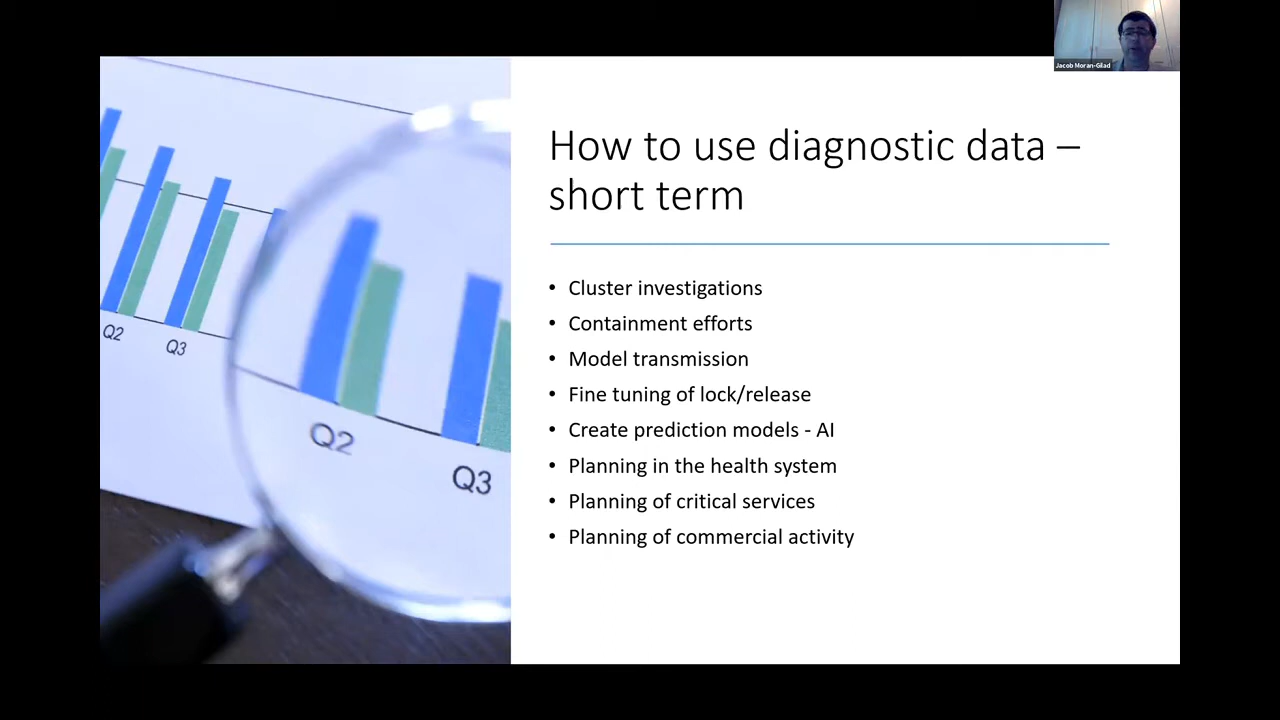 Jacob Moran-Gilad
How to use diagnostic data –
short term
• Cluster investigations
• Containment efforts
• Model transmission
• Fine tuning of lock/release
• Create prediction models - AI
• Planning in the health system
• Planning of critical services
• Planning of commercial activity
Q2
Q3
Q2
Q3